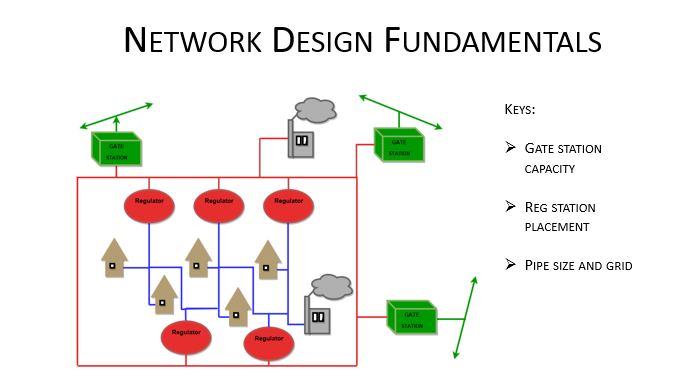 Network Design Fundamentals
Keys:
Gate station
capacity
Reg station
placement
Pipe size and grid
GATE
STATION
GATE
STATION
Regulator
Regulator
Regulator
GATE
STATION
Regulator
Regulator